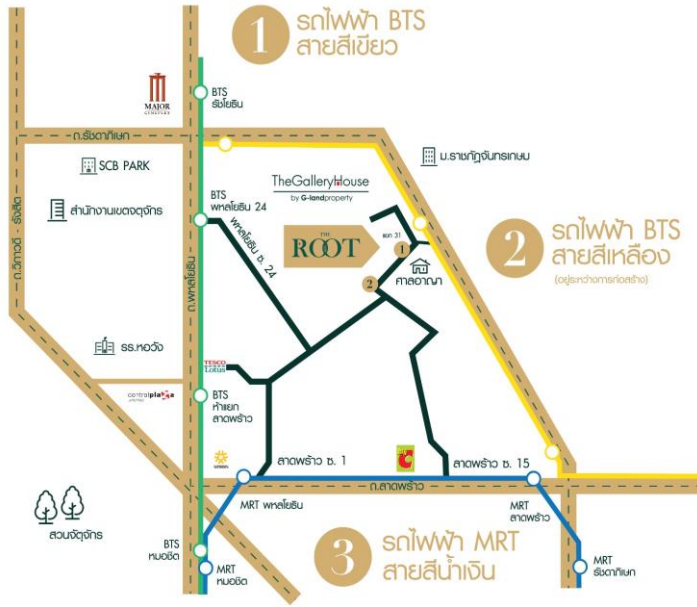 1
รถไฟฟ้า BTS
สายสีเขียว
MAJOR
CINEPLEX
BTS
รัชโยธิน
ถ.รัชดาภิเษก
SCB PARK
ม.ราชภัฏจันทรเกษม
TheGalleryHouse
by G-landproperty
สำนักงานเขตจตุจักร
BTS
พหลโยธิน 24
พหลโยธิน ซ. 24
THE
ROOT
แยก 31
1
ศาลอาญา
2
2
รถไฟฟ้า BTS
สายสีเหลือง
(อยู่ระหว่างการก่อสร้าง)
ถ.วิภาวดี - รังสิต
ถ.พหลโยธิน
รร.หอวัง
TESCO
Lotus
centralplaza
BTS
ห้าแยก
ลาดพร้าว
ลาดพร้าว ซ. 1
ลาดพร้าว ซ. 15
ถ.ลาดพร้าว
MRT พหลโยธิน
MRT
ลาดพร้าว
สวนจตุจักร
BTS
หมอชิต
MRT
หมอชิต
3
รถไฟฟ้า MRT
สายสีน้ำเงิน
MRT
รัชดาภิเษก